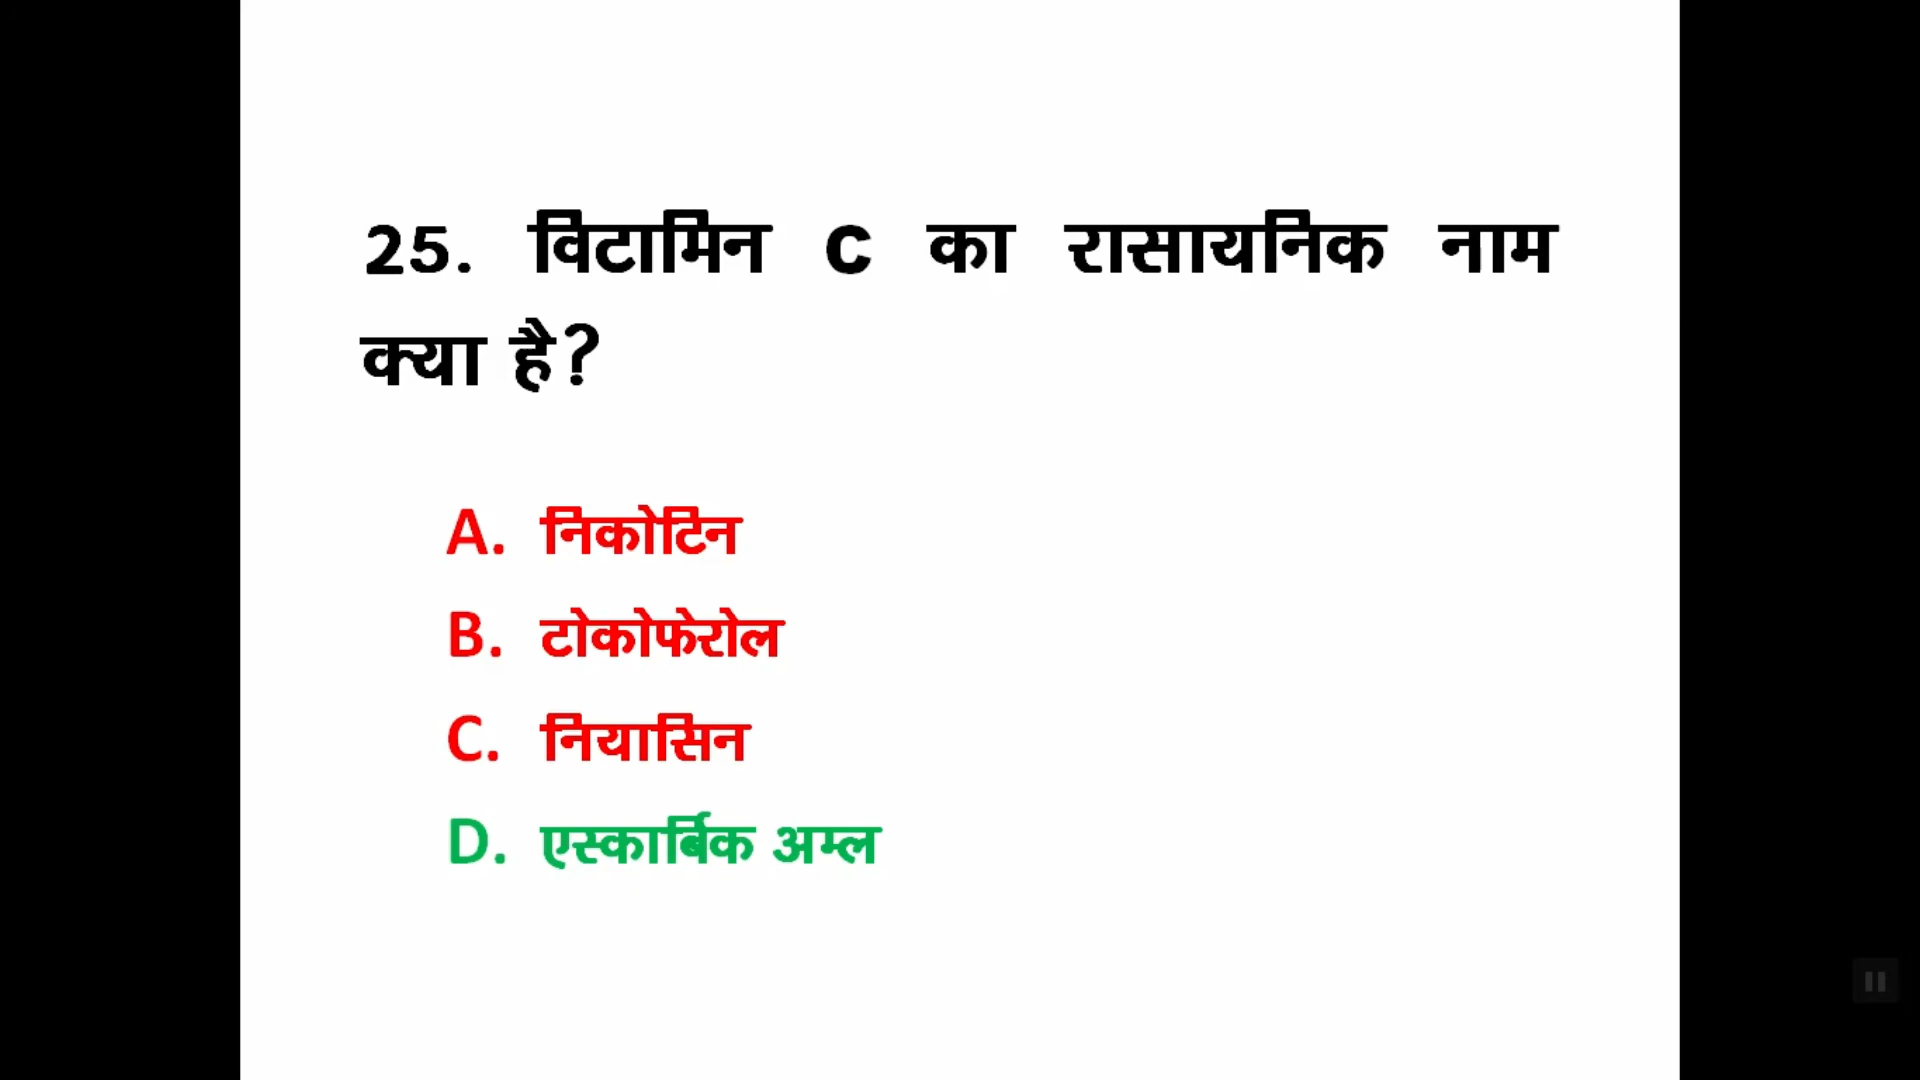 25. विटामिन C का रासायनिक नाम
क्या है?
A. निकोटिन
B. टोकोफेरोल
C. नियासिन
D. एस्कार्बिक अम्ल